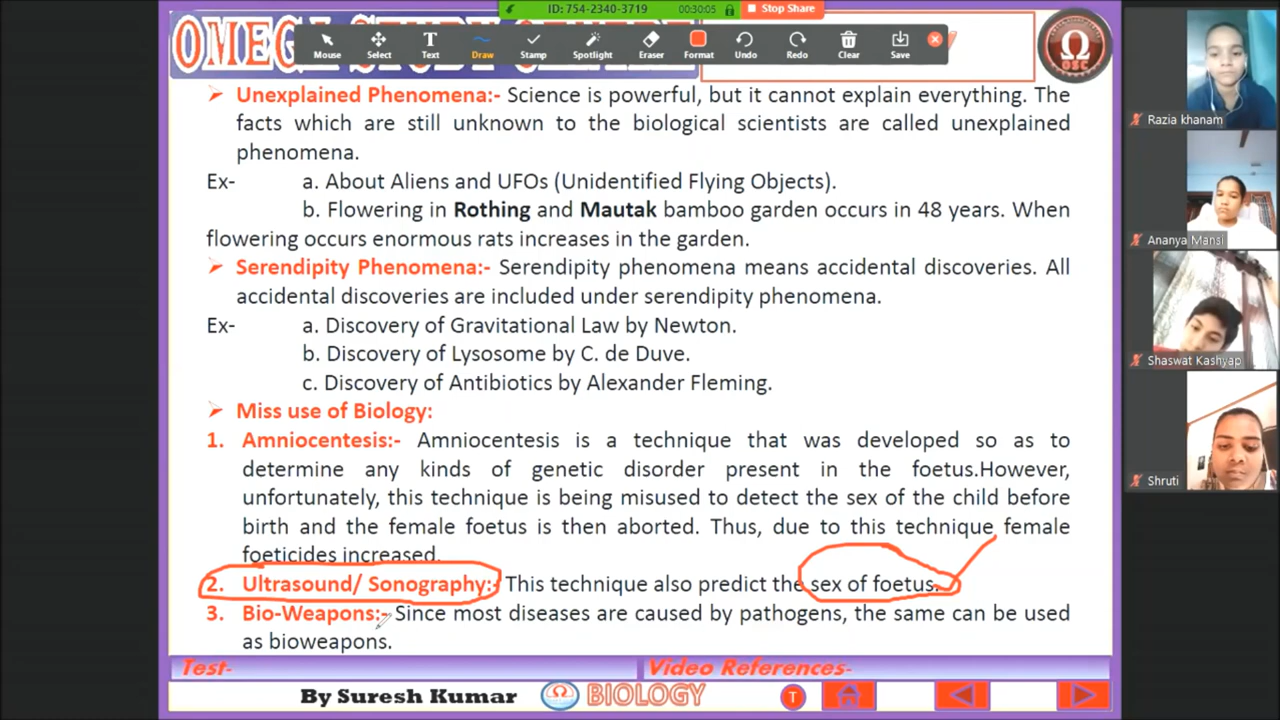 ID: 754-2340-3719 00:30:05 Stop Share
Mouse Select Text Draw Stamp Spotlight Eraser Format Undo Redo Clear Save
OSC
Unexplained Phenomena:- Science is powerful, but it cannot explain everything. The
facts which are still unknown to the biological scientists are called unexplained
phenomena.
Ex- a. About Aliens and UFOs (Unidentified Flying Objects).
b. Flowering in Rothing and Mautak bamboo garden occurs in 48 years. When
flowering occurs enormous rats increases in the garden.
Serendipity Phenomena:- Serendipity phenomena means accidental discoveries. All
accidental discoveries are included under serendipity phenomena.
Ex- a. Discovery of Gravitational Law by Newton.
b. Discovery of Lysosome by C. de Duve.
c. Discovery of Antibiotics by Alexander Fleming.
Miss use of Biology:
1. Amniocentesis:- Amniocentesis is a technique that was developed so as to
determine any kinds of genetic disorder present in the foetus.However,
unfortunately, this technique is being misused to detect the sex of the child before
birth and the female foetus is then aborted. Thus, due to this technique female
foeticides increased.
2. Ultrasound/ Sonography:- This technique also predict the sex of foetus.
3. Bio-Weapons:- Since most diseases are caused by pathogens, the same can be used
as bioweapons.
Test- Video References-
By Suresh Kumar BIOLOGY T
Razia khanam
Ananya Mansi
Shaswat Kashyap
Shruti